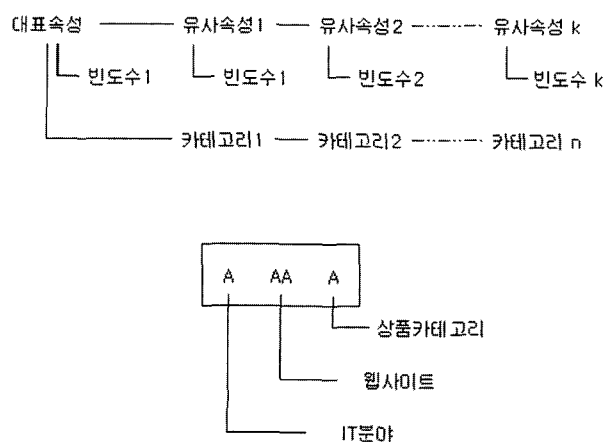 대표속성 유사속성1 유사속성2 유사속성 k
빈도수1 빈도수1 빈도수2 빈도수 k
카테고리1 카테고리2 카테고리 n
A AA A
상품카테고리
웹사이트
IT분야